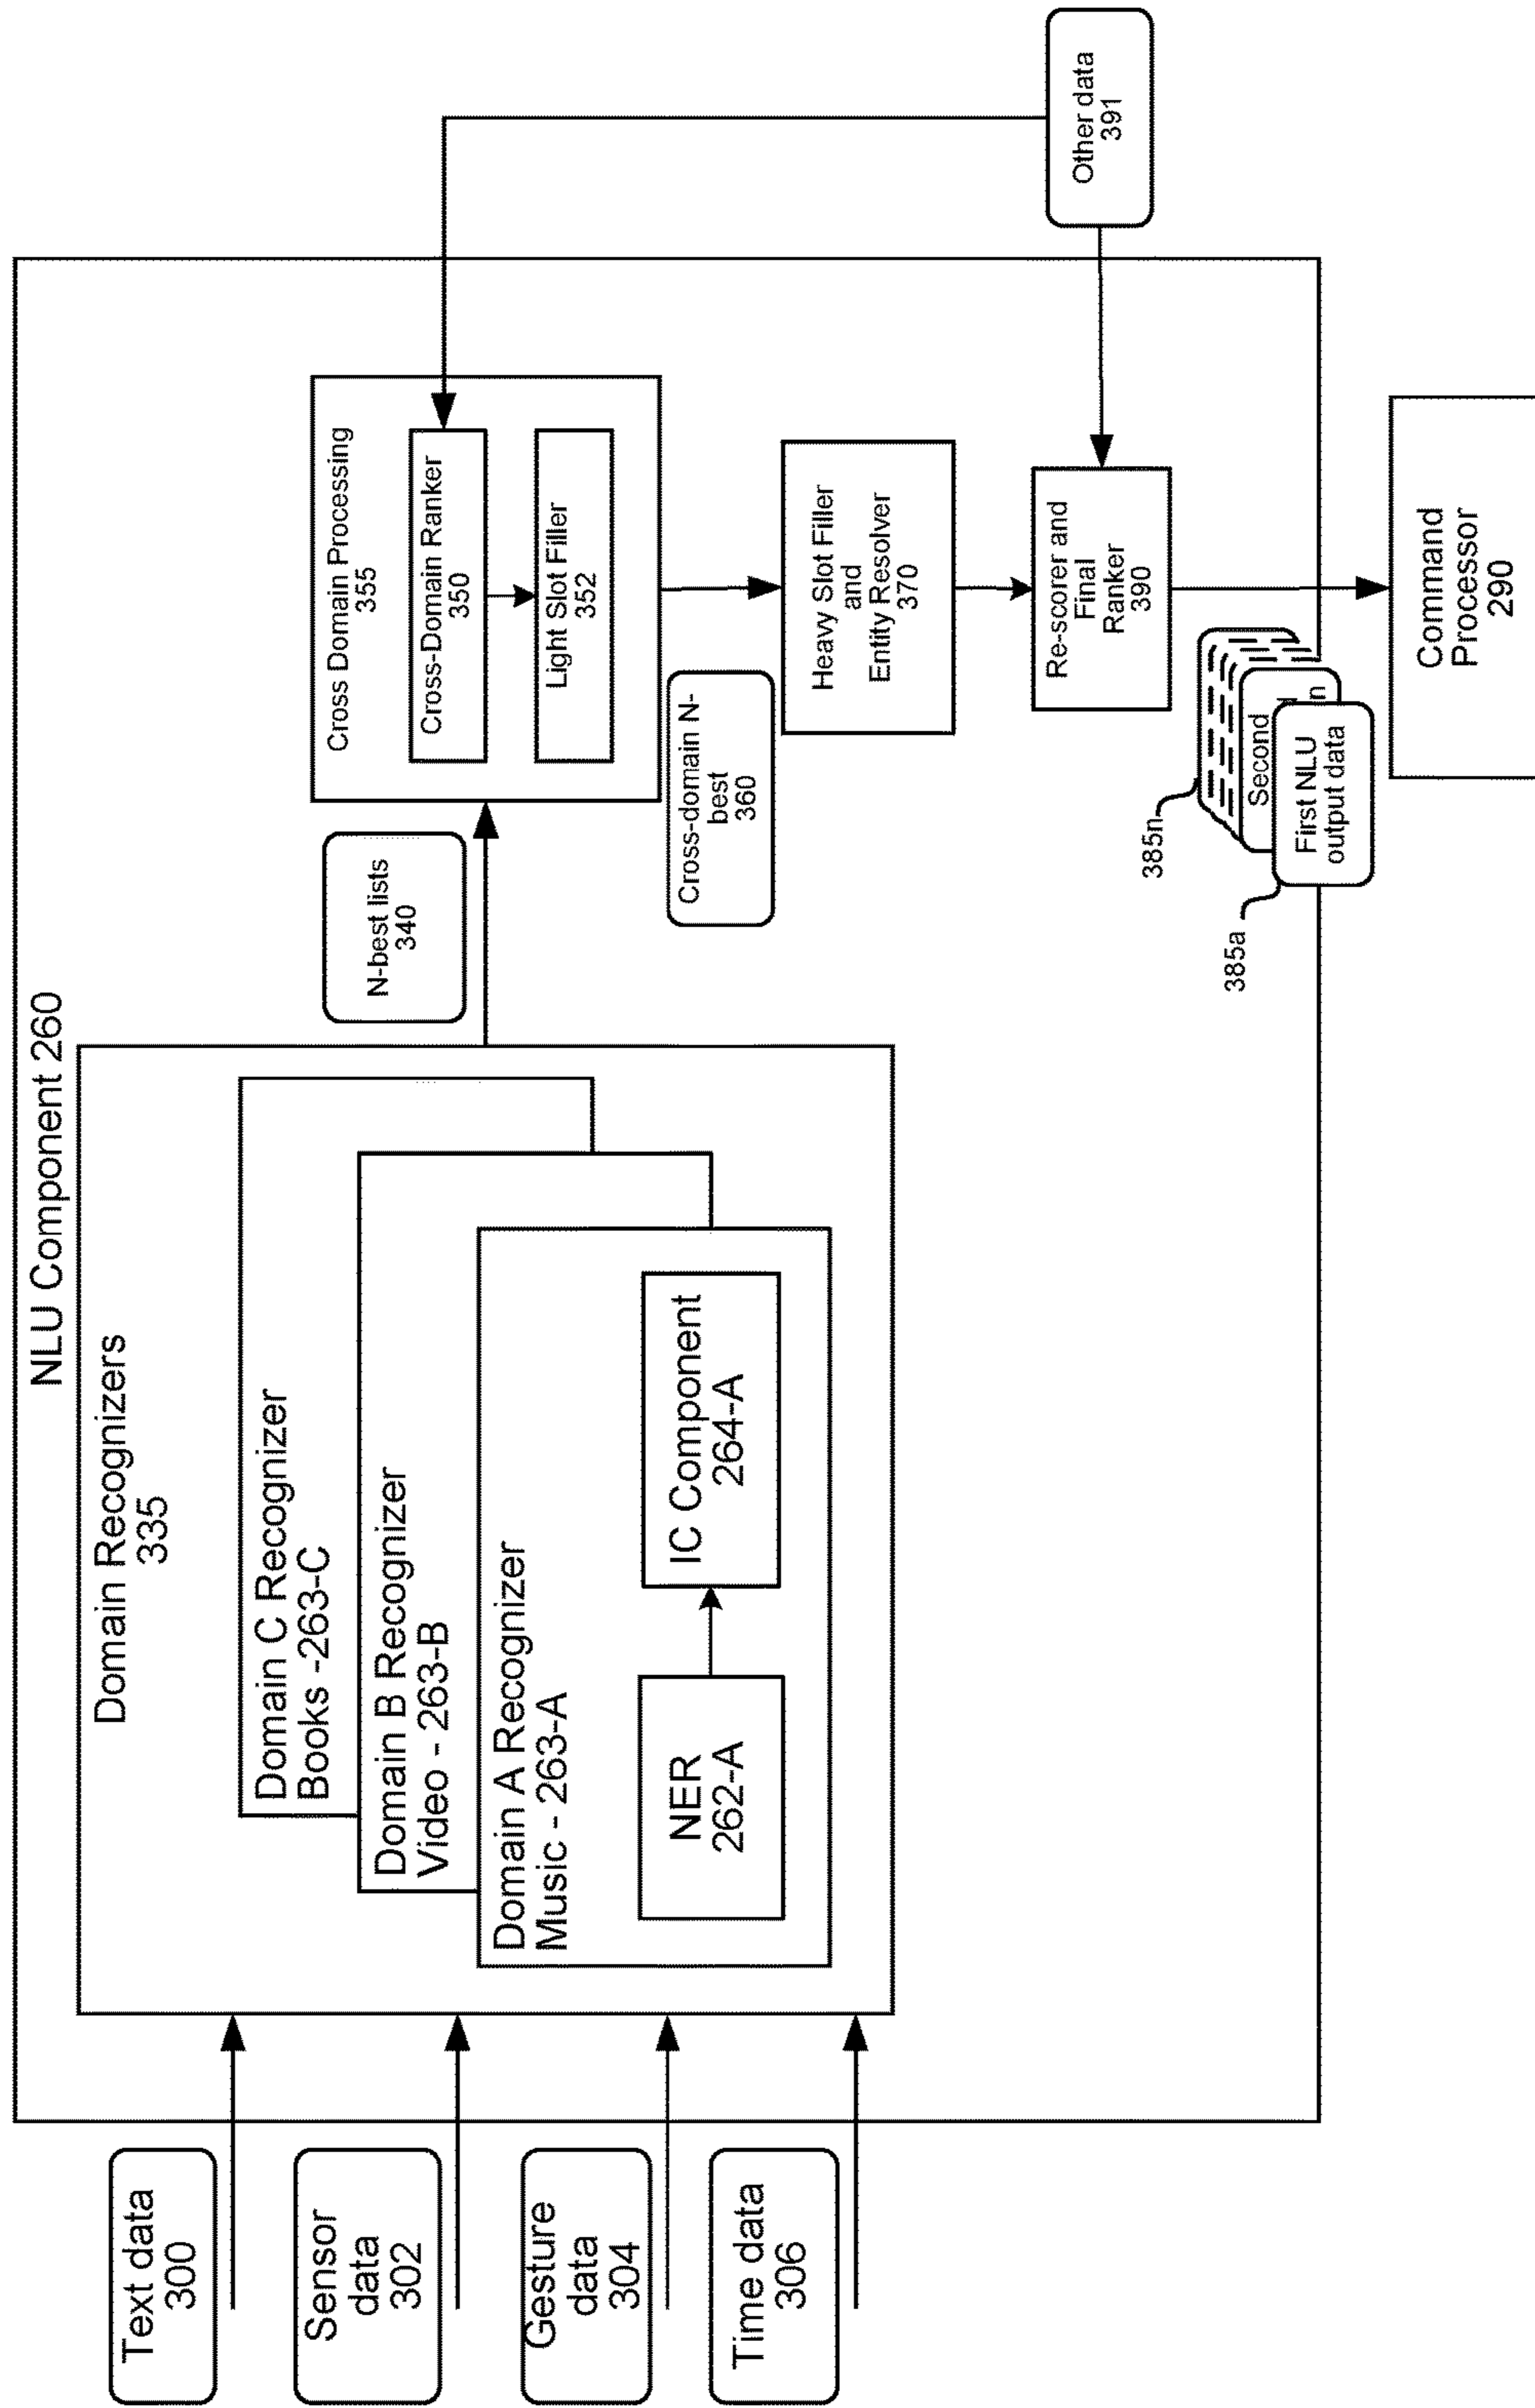 NLU Component 260
Text data
300
Sensor
data
302
Gesture
data
304
Time data
306
Domain Recognizers
335
Domain C Recognizer
Books -263-C
Domain B Recognizer
Video - 263-B
Domain A Recognizer
Music - 263-A
NER
262-A
IC Component
264-A
N-best lists
340
Cross Domain Processing
355
Cross-Domain Ranker
350
Light Slot Filler
352
Cross-domain N-
best
360
Heavy Slot Filler
and
Entity Resolver
370
Re-scorer and
Final
Ranker
390
Other data
391
385n
385a
Second
First NLU
output data
Command
Processor
290